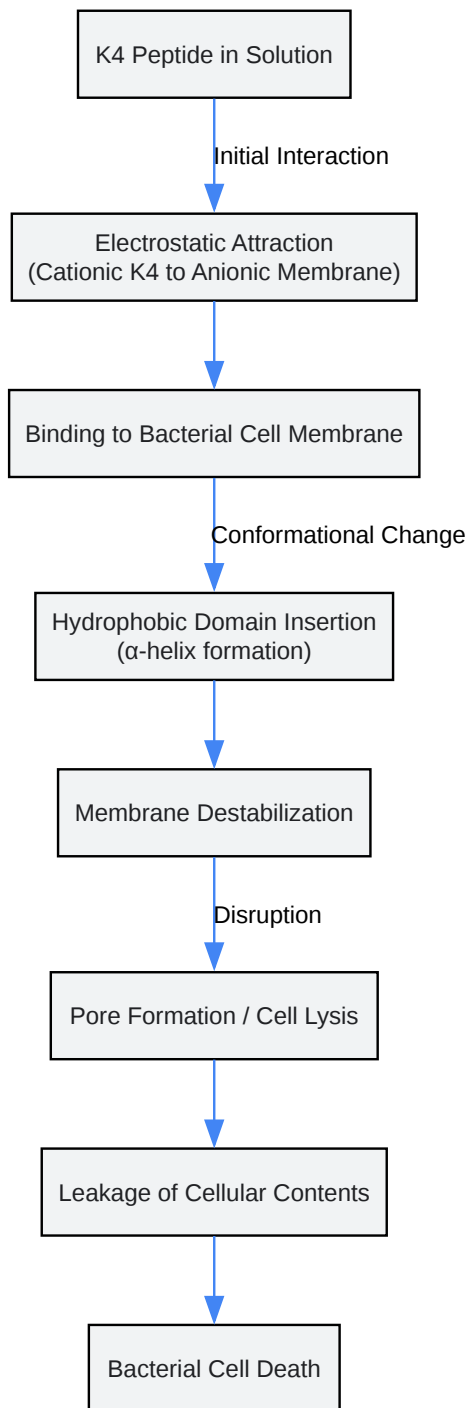 K4 Peptide in Solution
Initial Interaction
Electrostatic Attraction
(Cationic K4 to Anionic Membrane)
Binding to Bacterial Cell Membrane
Conformational Change
Hydrophobic Domain Insertion
(α-helix formation)
Membrane Destabilization
Disruption
Pore Formation / Cell Lysis
Leakage of Cellular Contents
Bacterial Cell Death